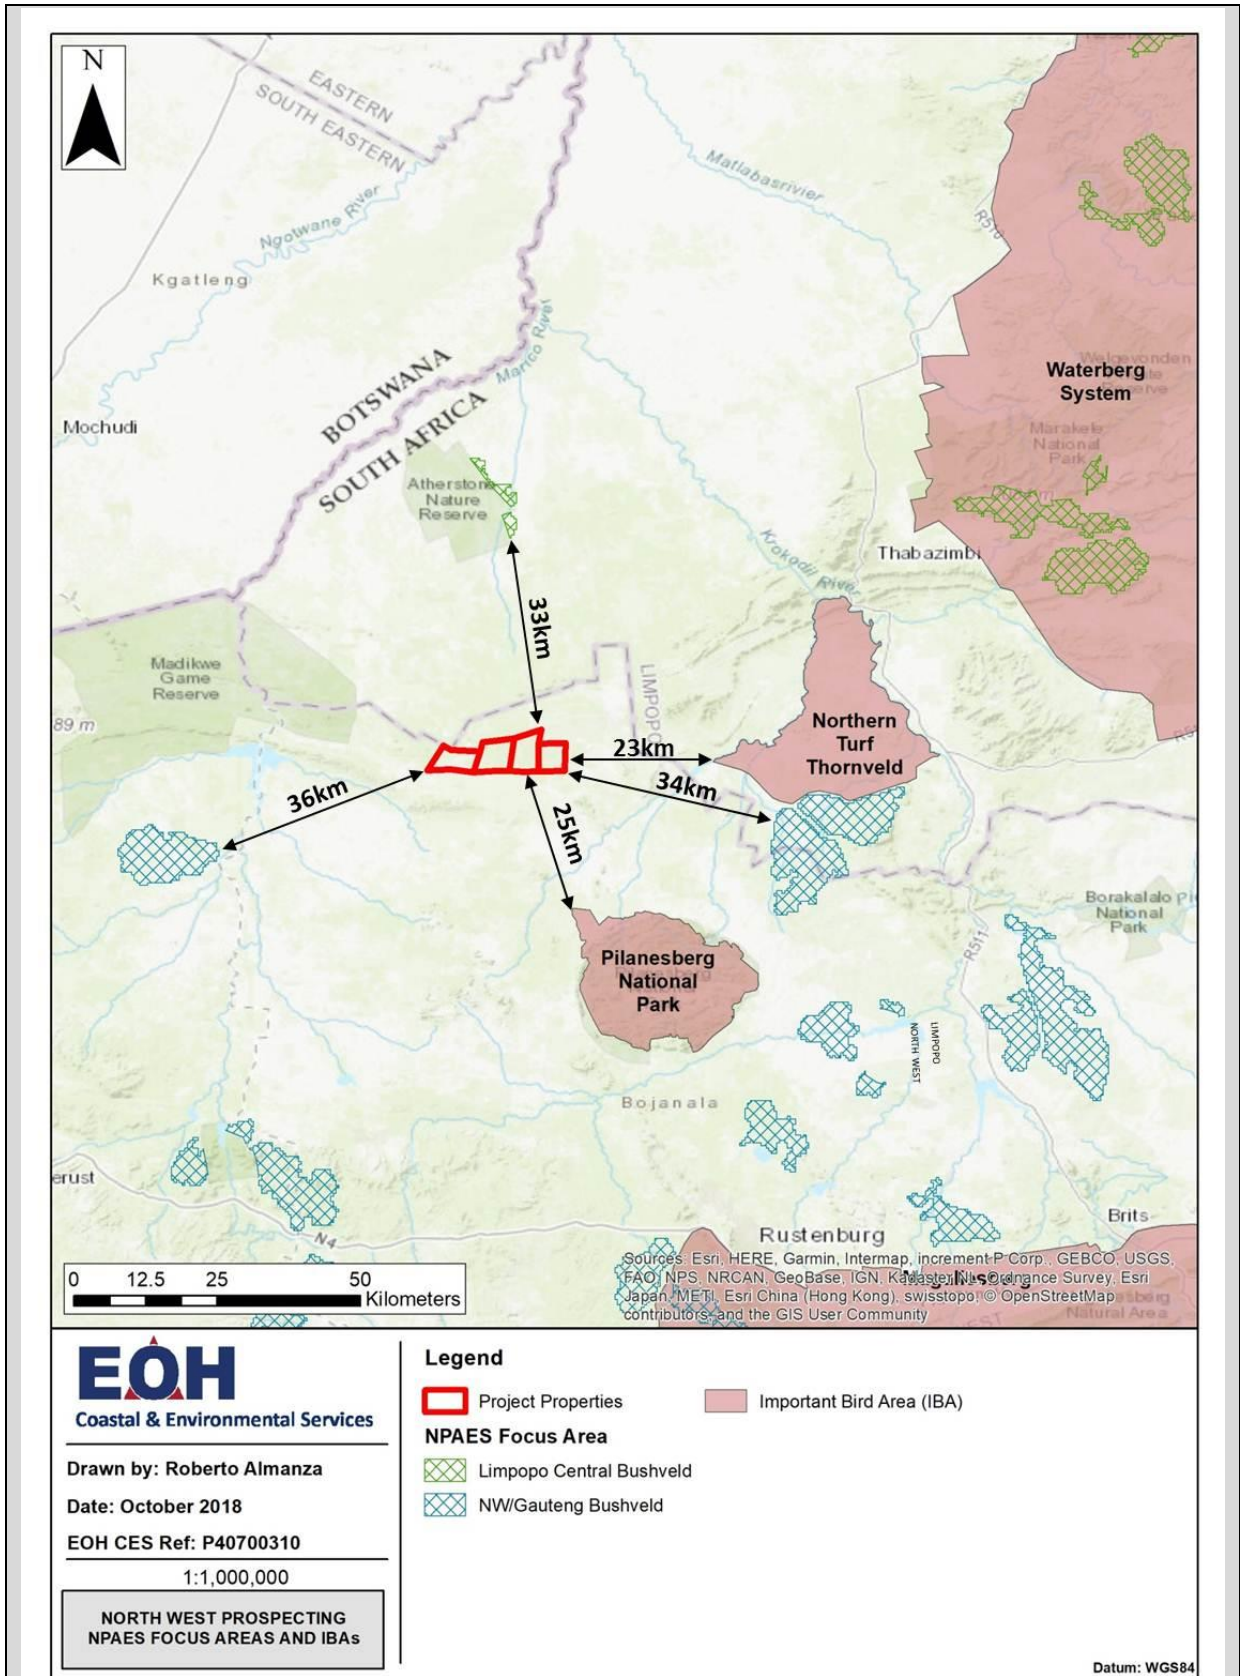 N
EASTERN
SOUTH EASTERN
Matlabasrivier
Ngotwane River
R510
Kgatleng
Marico River
BOTSWANA
SOUTH AFRICA
Waterberg
System
Welgevonden
Marakele
National
Park
Mochudi
Atherstone
Nature
Reserve
Krokodil River
Thabazimbi
33km
LIMPOPO
Madikwe
Game
Reserve
89 m
Northern
Turf
Thornveld
23km
34km
36km
25km
Borakalalo
National
Park
R511
Pilanesberg
National
Park
LIMPOPO
NORTH WEST
Bojanala
erust
N4
Brits
Rustenburg
Sources: Esri, HERE, Garmin, Intermap, increment P Corp., GEBCO, USGS,
FAO, NPS, NRCAN, GeoBase, IGN, Kadaster NL, Ordnance Survey, Esri
Japan, METI, Esri China (Hong Kong), swisstopo, © OpenStreetMap
contributors, and the GIS User Community
Natural Area
0 12.5 25 50
Kilometers
EOH
Coastal & Environmental Services
Drawn by: Roberto Almanza
Date: October 2018
EOH CES Ref: P40700310
1:1,000,000
NORTH WEST PROSPECTING
NPAES FOCUS AREAS AND IBAs
Legend
Project Properties
Important Bird Area (IBA)
NPAES Focus Area
Limpopo Central Bushveld
NW/Gauteng Bushveld
Datum: WGS84